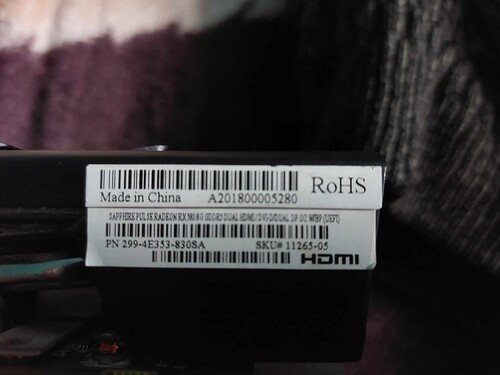 RoHS
Made in China A201800005280
SAPPHIRE PULSE RADEON RX 580 8G GDDR5 DUAL HDMI / DVI-D / DUAL DP OC W/BP (UEFI)
PN 299-4E353-830SA SKU# 11265-05
HDMI